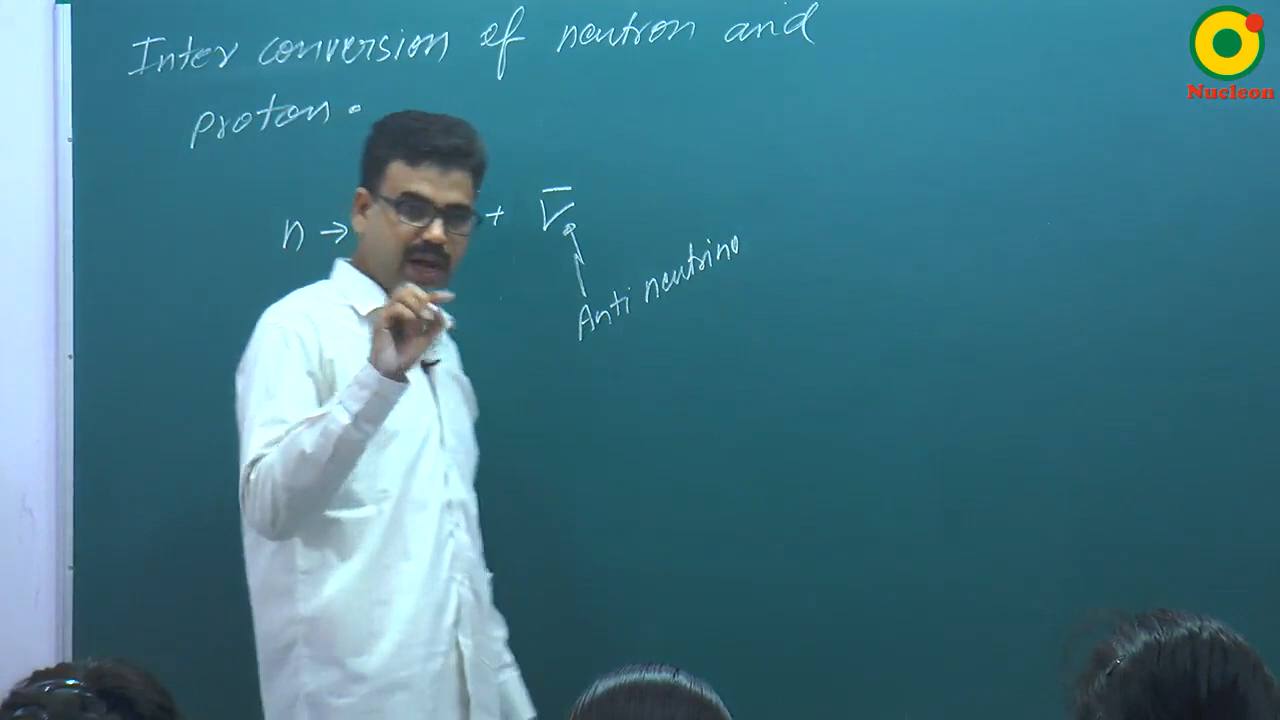 Inter conversion of neutron and
proton.
n → + ν̅
Anti neutrino
Nucleon